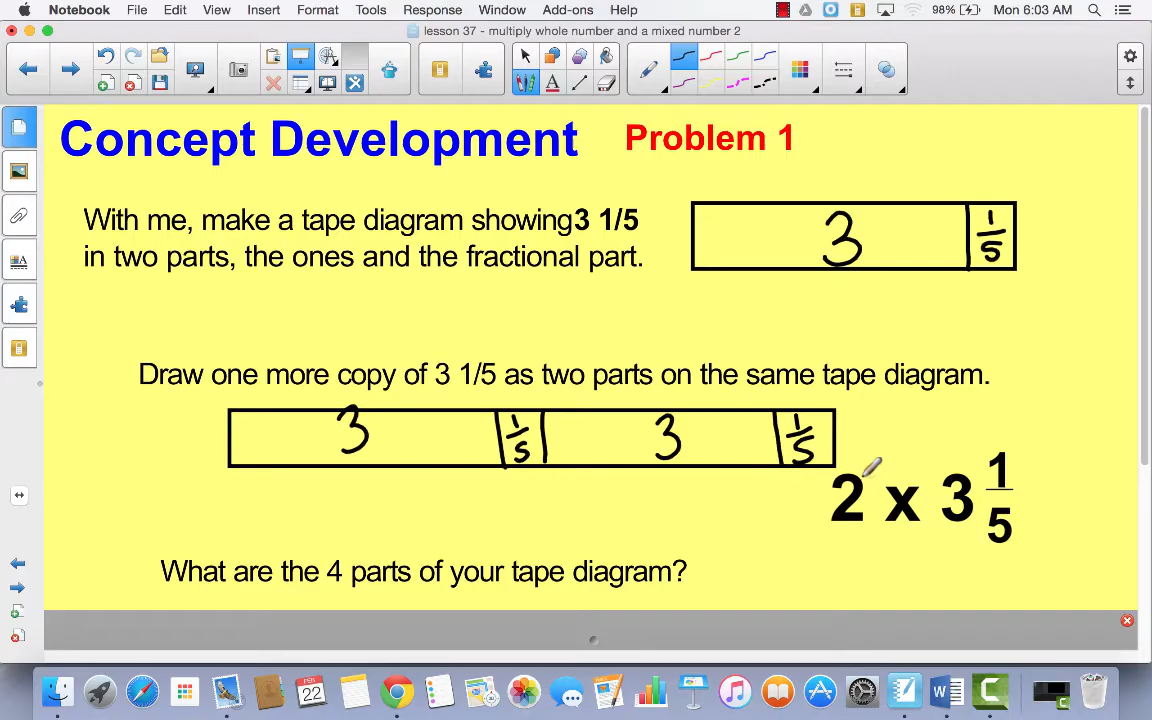 Notebook File Edit View Insert Format Tools Response Window Add-ons Help 98% Mon 6:03 AM
lesson 37 - multiply whole number and a mixed number 2
Concept Development Problem 1
With me, make a tape diagram showing 3 1/5
in two parts, the ones and the fractional part.
3 1/5
Draw one more copy of 3 1/5 as two parts on the same tape diagram.
3 1/5 3 1/5
2 x 3 1/5
What are the 4 parts of your tape diagram?
FEB
22